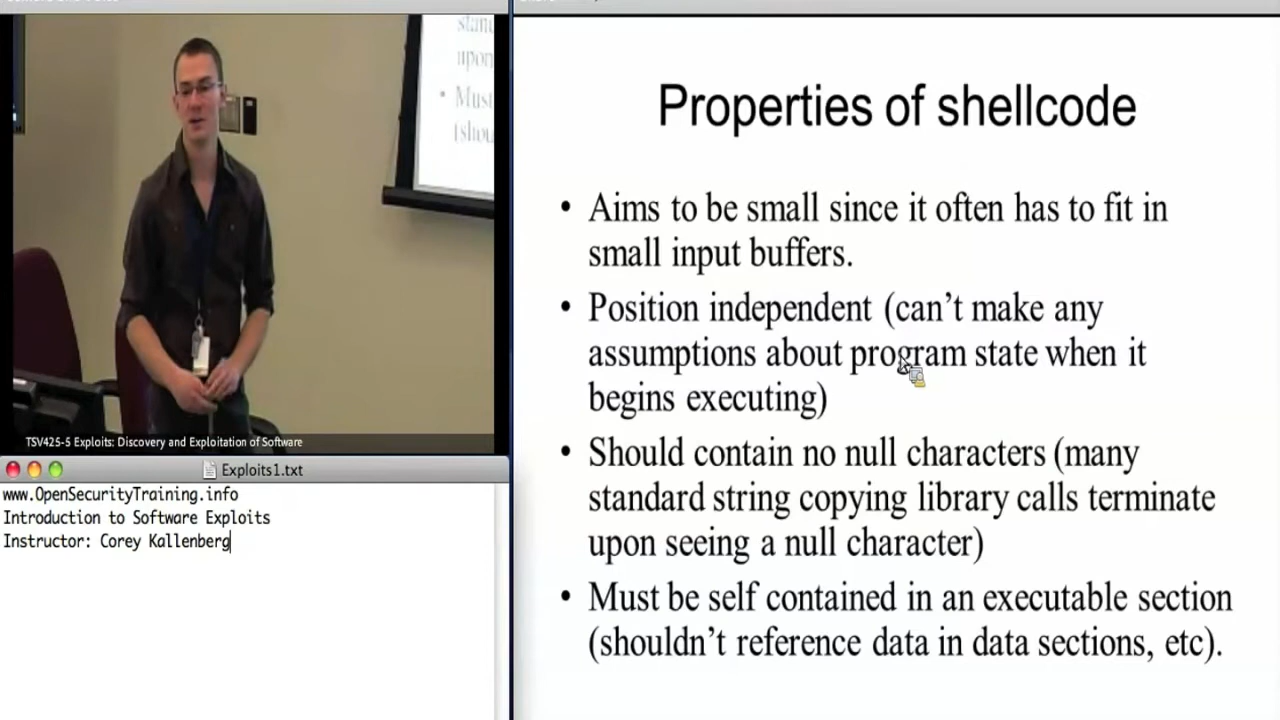 stand
upon
• Must
(shou
TSV425-5 Exploits: Discovery and Exploitation of Software
Exploits1.txt
www.OpenSecurityTraining.info
Introduction to Software Exploits
Instructor: Corey Kallenberg
Properties of shellcode
• Aims to be small since it often has to fit in
small input buffers.
• Position independent (can’t make any
assumptions about program state when it
begins executing)
• Should contain no null characters (many
standard string copying library calls terminate
upon seeing a null character)
• Must be self contained in an executable section
(shouldn’t reference data in data sections, etc).